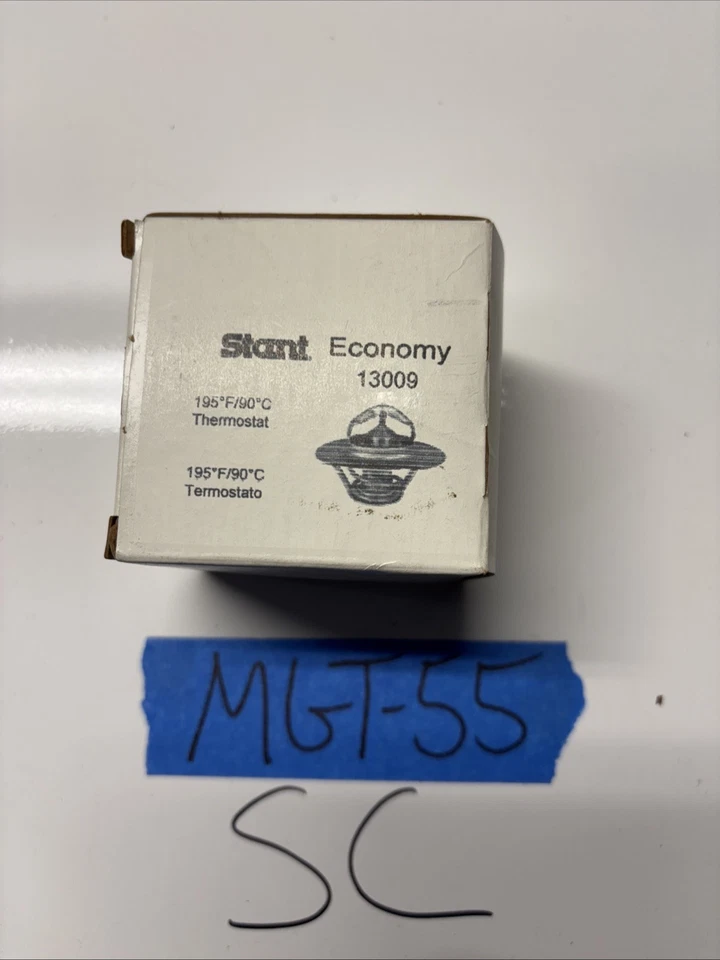 Stant Economy
13009
195°F/90°C
Thermostat
195°F/90°C
Termostato
MGT-55
SC